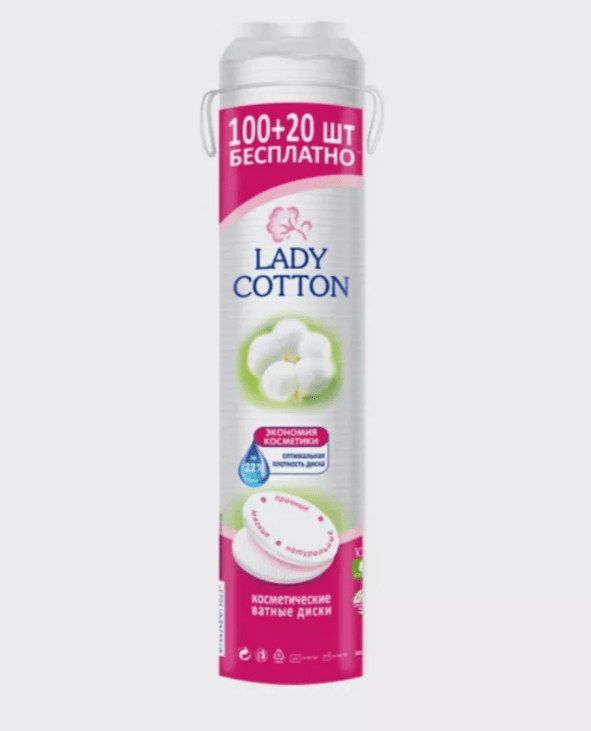 100+20 шт
БЕСПЛАТНО
LADY
COTTON
ЭКОНОМИЯ
КОСМЕТИКИ
до
22%
оптимальная
плотность диска
прочные
мягкие
натуральные
косметические
ватные диски